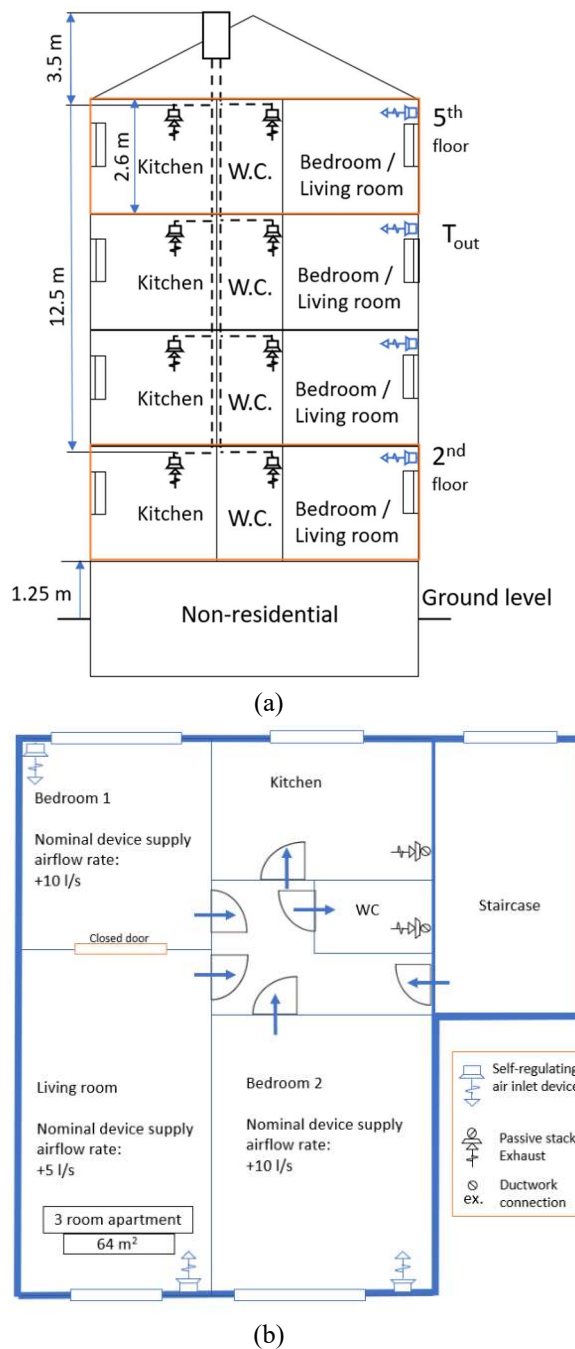 3.5 m
2.6 m
12.5 m
1.25 m
Kitchen
W.C.
Bedroom /
Living room
5th
floor
Tout
Kitchen
W.C.
Bedroom /
Living room
Kitchen
W.C.
Bedroom /
Living room
Kitchen
W.C.
Bedroom /
Living room
2nd
floor
Non-residential
Ground level
(a)
Bedroom 1
Nominal device supply
airflow rate:
+10 l/s
Kitchen
WC
Staircase
Closed door
Living room
Nominal device supply
airflow rate:
+5 l/s
Bedroom 2
Nominal device supply
airflow rate:
+10 l/s
3 room apartment
64 m²
Self-regulating
air inlet device
Passive stack
Exhaust
Ductwork
connection
ex.
(b)